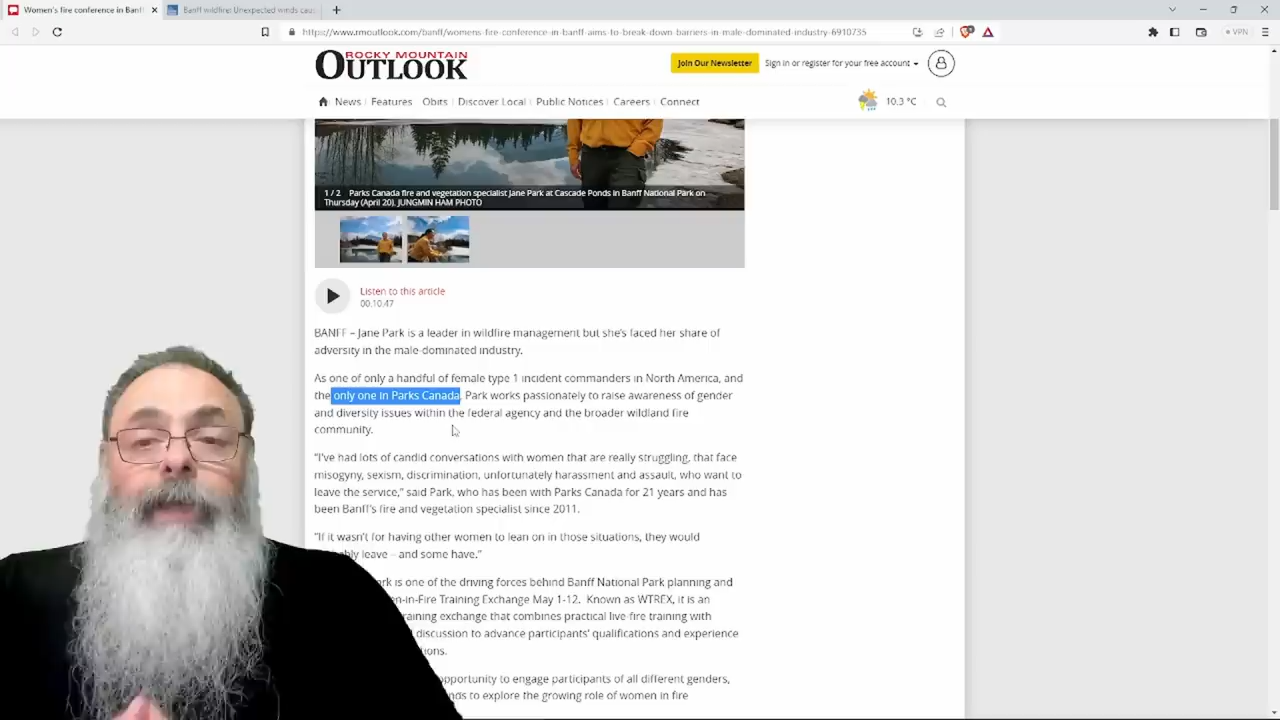 Women's fire conference in Banff
Banff wildfire: Unexpected winds caus
https://www.rmoutlook.com/banff/womens-fire-conference-in-banff-aims-to-break-down-barriers-in-male-dominated-industry-6910735
VPN
ROCKY MOUNTAIN
OUTLOOK
Join Our Newsletter
Sign in or register for your free account
News Features Obits Discover Local Public Notices Careers Connect
10.3 °C
1 / 2 Parks Canada fire and vegetation specialist Jane Park at Cascade Ponds in Banff National Park on
Thursday (April 20). JUNGMIN HAM PHOTO
Listen to this article
00:10:47
BANFF – Jane Park is a leader in wildfire management but she's faced her share of
adversity in the male-dominated industry.
As one of only a handful of female type 1 incident commanders in North America, and
the only one in Parks Canada, Park works passionately to raise awareness of gender
and diversity issues within the federal agency and the broader wildland fire
community.
"I've had lots of candid conversations with women that are really struggling, that face
misogyny, sexism, discrimination, unfortunately harassment and assault, who want to
leave the service," said Park, who has been with Parks Canada for 21 years and has
been Banff's fire and vegetation specialist since 2011.
"If it wasn't for having other women to lean on in those situations, they would
leave – and some have."
is one of the driving forces behind Banff National Park planning and
-in-Fire Training Exchange May 1-12. Known as WTREX, it is an
training exchange that combines practical live-fire training with
discussion to advance participants' qualifications and experience
opportunity to engage participants of all different genders,
to explore the growing role of women in fire